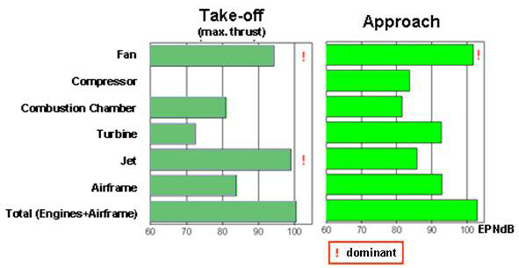 Take-off
(max. thrust)
Approach
Fan
!
!
Compressor
Combustion Chamber
Turbine
Jet
!
Airframe
Total (Engines+Airframe)
60 70 80 90 100
60 70 80 90 100 EPNdB
! dominant